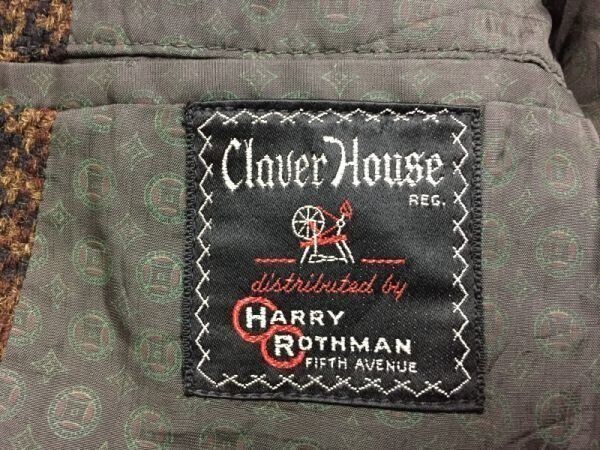 Claver House
REG.
distributed by
HARRY
ROTHMAN
FIFTH AVENUE